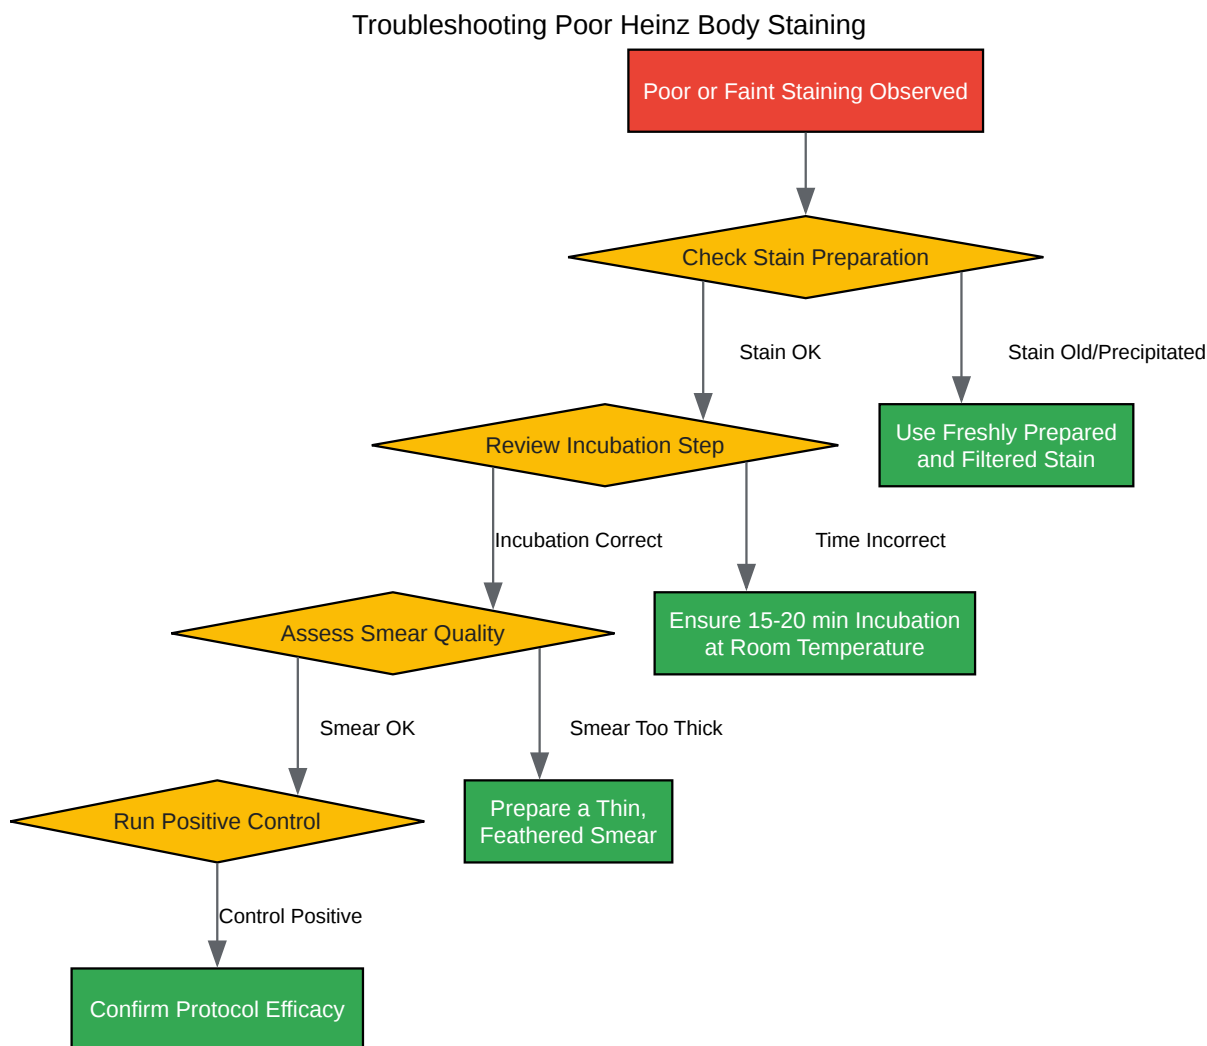 Troubleshooting Poor Heinz Body Staining
Poor or Faint Staining Observed
Check Stain Preparation
Stain OK
Stain Old/Precipitated
Use Freshly Prepared
and Filtered Stain
Review Incubation Step
Incubation Correct
Time Incorrect
Ensure 15-20 min Incubation
at Room Temperature
Assess Smear Quality
Smear OK
Smear Too Thick
Prepare a Thin,
Feathered Smear
Run Positive Control
Control Positive
Confirm Protocol Efficacy